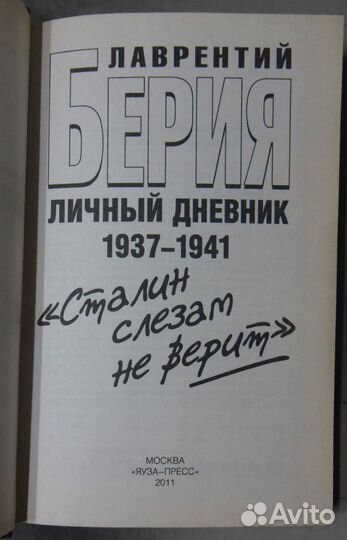 ЛАВРЕНТИЙ
БЕРИЯ
ЛИЧНЫЙ ДНЕВНИК
1937–1941
«Сталин
слезам
не верит»
МОСКВА
«ЯУЗА–ПРЕСС»
2011
Avito